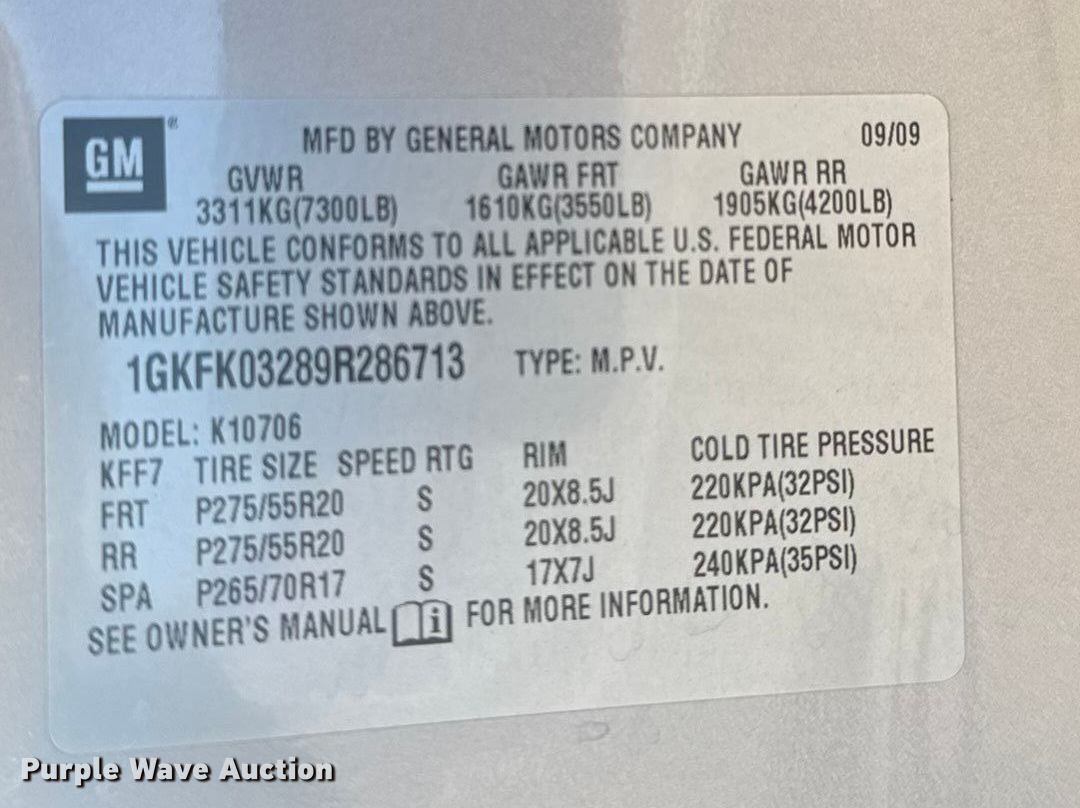 GM®
MFD BY GENERAL MOTORS COMPANY 09/09
GVWR GAWR FRT GAWR RR
3311KG(7300LB) 1610KG(3550LB) 1905KG(4200LB)
THIS VEHICLE CONFORMS TO ALL APPLICABLE U.S. FEDERAL MOTOR
VEHICLE SAFETY STANDARDS IN EFFECT ON THE DATE OF
MANUFACTURE SHOWN ABOVE.
1GKFK03289R286713 TYPE: M.P.V.
MODEL: K10706
KFF7 TIRE SIZE SPEED RTG RIM COLD TIRE PRESSURE
FRT P275/55R20 S 20X8.5J 220KPA(32PSI)
RR P275/55R20 S 20X8.5J 220KPA(32PSI)
SPA P265/70R17 S 17X7J 240KPA(35PSI)
SEE OWNER'S MANUAL i FOR MORE INFORMATION.
Purple Wave Auction